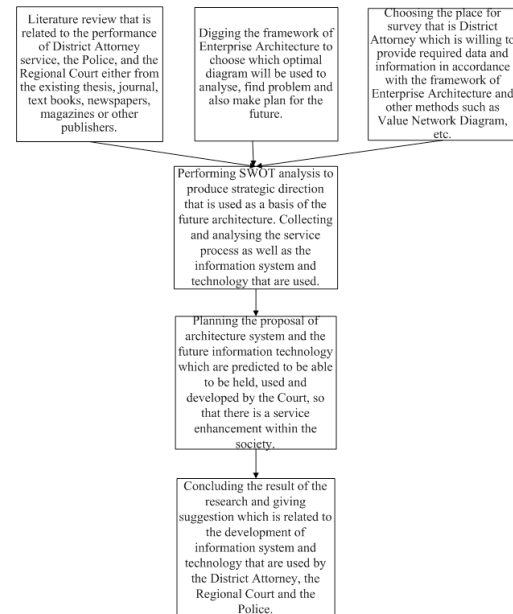 Literature review that is
related to the performance
of District Attorney
service, the Police, and the
Regional Court either from
the existing thesis, journal,
text books, newspapers,
magazines or other
publishers.
Digging the framework of
Enterprise Architecture to
choose which optimal
diagram will be used to
analyse, find problem and
also make plan for the
future.
Choosing the place for
survey that is District
Attorney which is willing to
provide required data and
information in accordance
with the framework of
Enterprise Architecture and
other methods such as
Value Network Diagram,
etc.
Performing SWOT analysis to
produce strategic direction
that is used as a basis of the
future architecture. Collecting
and analysing the service
process as well as the
information system and
technology that are used.
Planning the proposal of
architecture system and the
future information technology
which are predicted to be able
to be held, used and
developed by the Court, so
that there is a service
enhancement within the
society.
Concluding the result of the
research and giving
suggestion which is related to
the development of
information system and
technology that are used by
the District Attorney, the
Regional Court and the
Police.